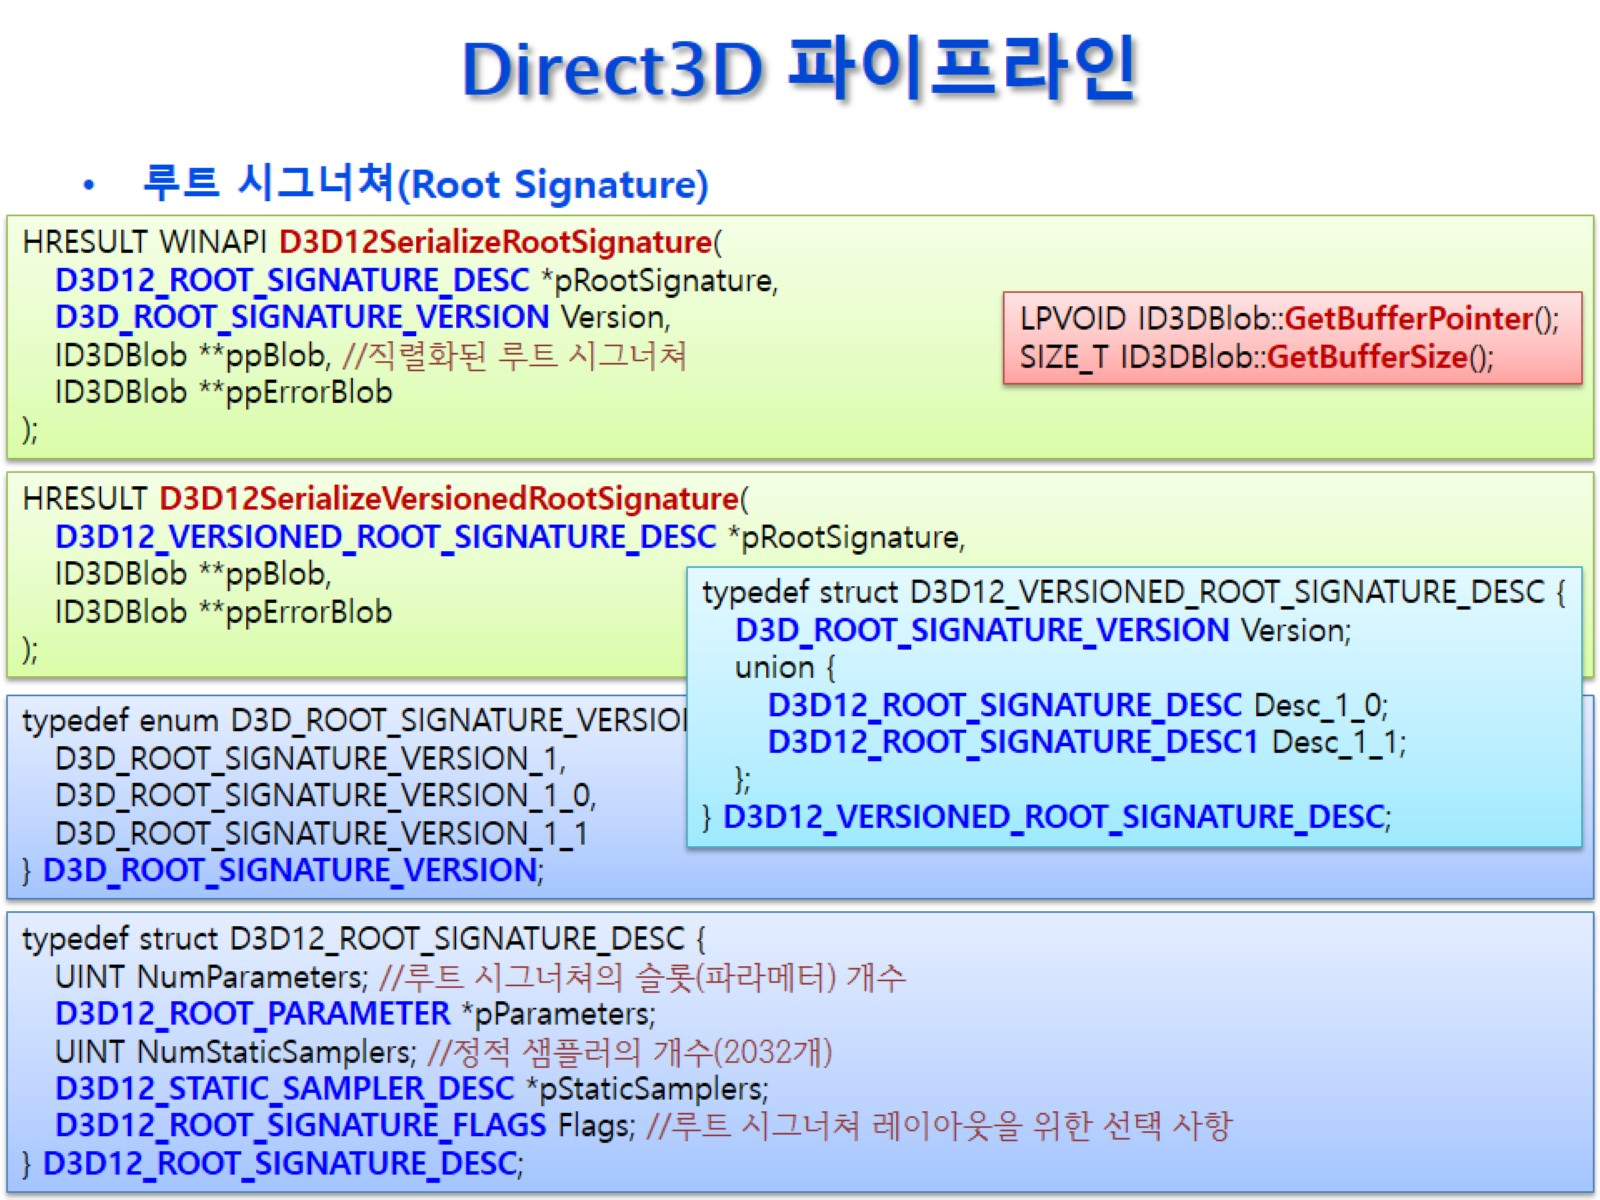 Direct3D 파이프라인
• 루트 시그너쳐(Root Signature)
HRESULT WINAPI D3D12SerializeRootSignature(
D3D12_ROOT_SIGNATURE_DESC *pRootSignature,
D3D_ROOT_SIGNATURE_VERSION Version,
ID3DBlob **ppBlob, //직렬화된 루트 시그너쳐
ID3DBlob **ppErrorBlob
);
LPVOID ID3DBlob::GetBufferPointer();
SIZE_T ID3DBlob::GetBufferSize();
HRESULT D3D12SerializeVersionedRootSignature(
D3D12_VERSIONED_ROOT_SIGNATURE_DESC *pRootSignature,
ID3DBlob **ppBlob,
ID3DBlob **ppErrorBlob
);
typedef struct D3D12_VERSIONED_ROOT_SIGNATURE_DESC {
D3D_ROOT_SIGNATURE_VERSION Version;
union {
D3D12_ROOT_SIGNATURE_DESC Desc_1_0;
D3D12_ROOT_SIGNATURE_DESC1 Desc_1_1;
};
} D3D12_VERSIONED_ROOT_SIGNATURE_DESC;
typedef enum D3D_ROOT_SIGNATURE_VERSIO
D3D_ROOT_SIGNATURE_VERSION_1,
D3D_ROOT_SIGNATURE_VERSION_1_0,
D3D_ROOT_SIGNATURE_VERSION_1_1
} D3D_ROOT_SIGNATURE_VERSION;
typedef struct D3D12_ROOT_SIGNATURE_DESC {
UINT NumParameters; //루트 시그너쳐의 슬롯(파라메터) 개수
D3D12_ROOT_PARAMETER *pParameters;
UINT NumStaticSamplers; //정적 샘플러의 개수(2032개)
D3D12_STATIC_SAMPLER_DESC *pStaticSamplers;
D3D12_ROOT_SIGNATURE_FLAGS Flags; //루트 시그너쳐 레이아웃을 위한 선택 사항
} D3D12_ROOT_SIGNATURE_DESC;